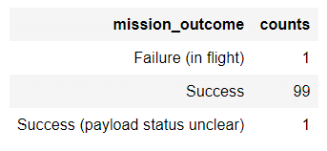 mission_outcome counts
Failure (in flight) 1
Success 99
Success (payload status unclear) 1